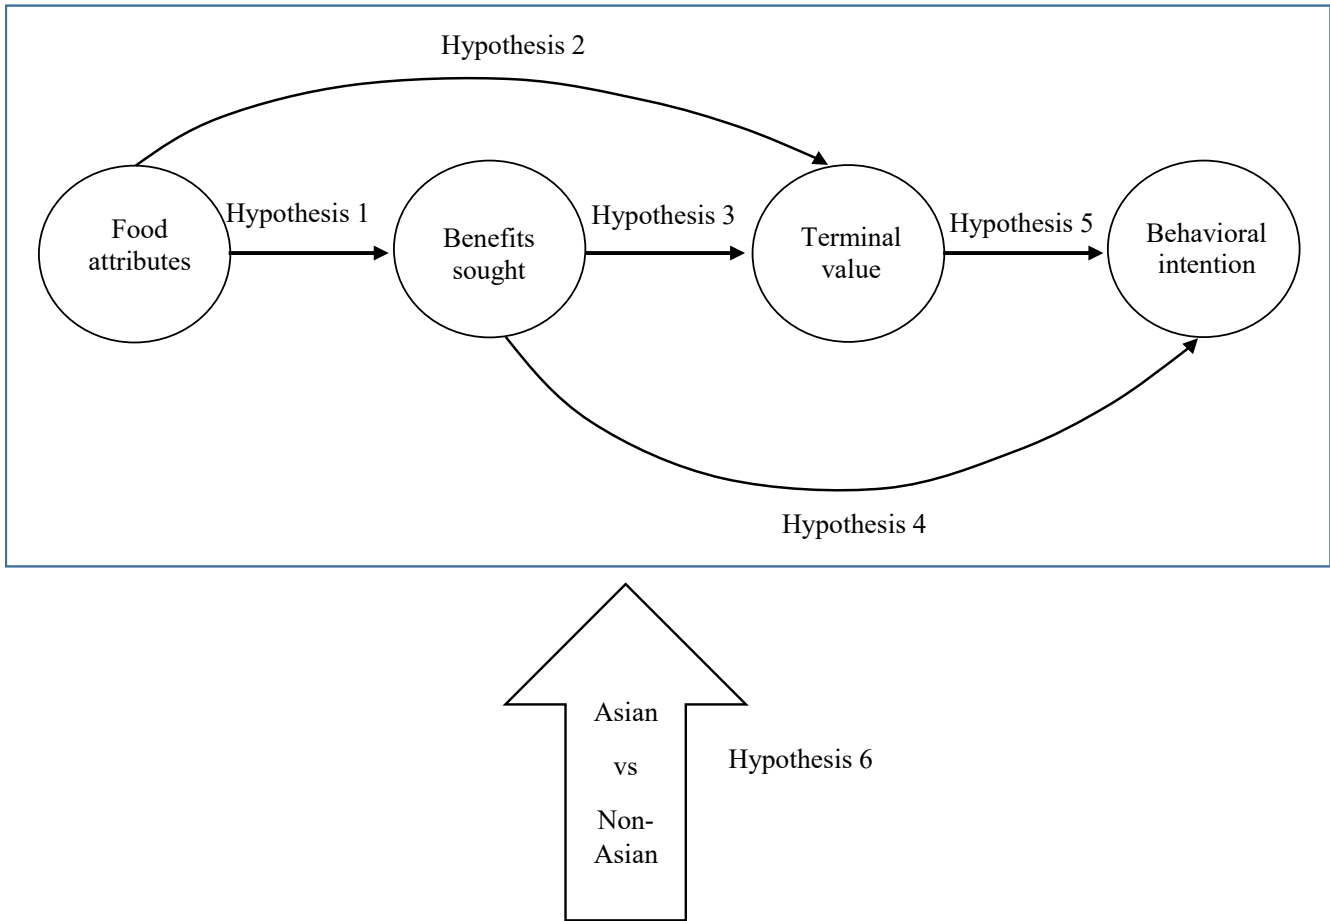 Hypothesis 2
Hypothesis 1
Hypothesis 3
Hypothesis 5
Food
attributes
Benefits
sought
Terminal
value
Behavioral
intention
Hypothesis 4
Asian
vs
Non-
Asian
Hypothesis 6